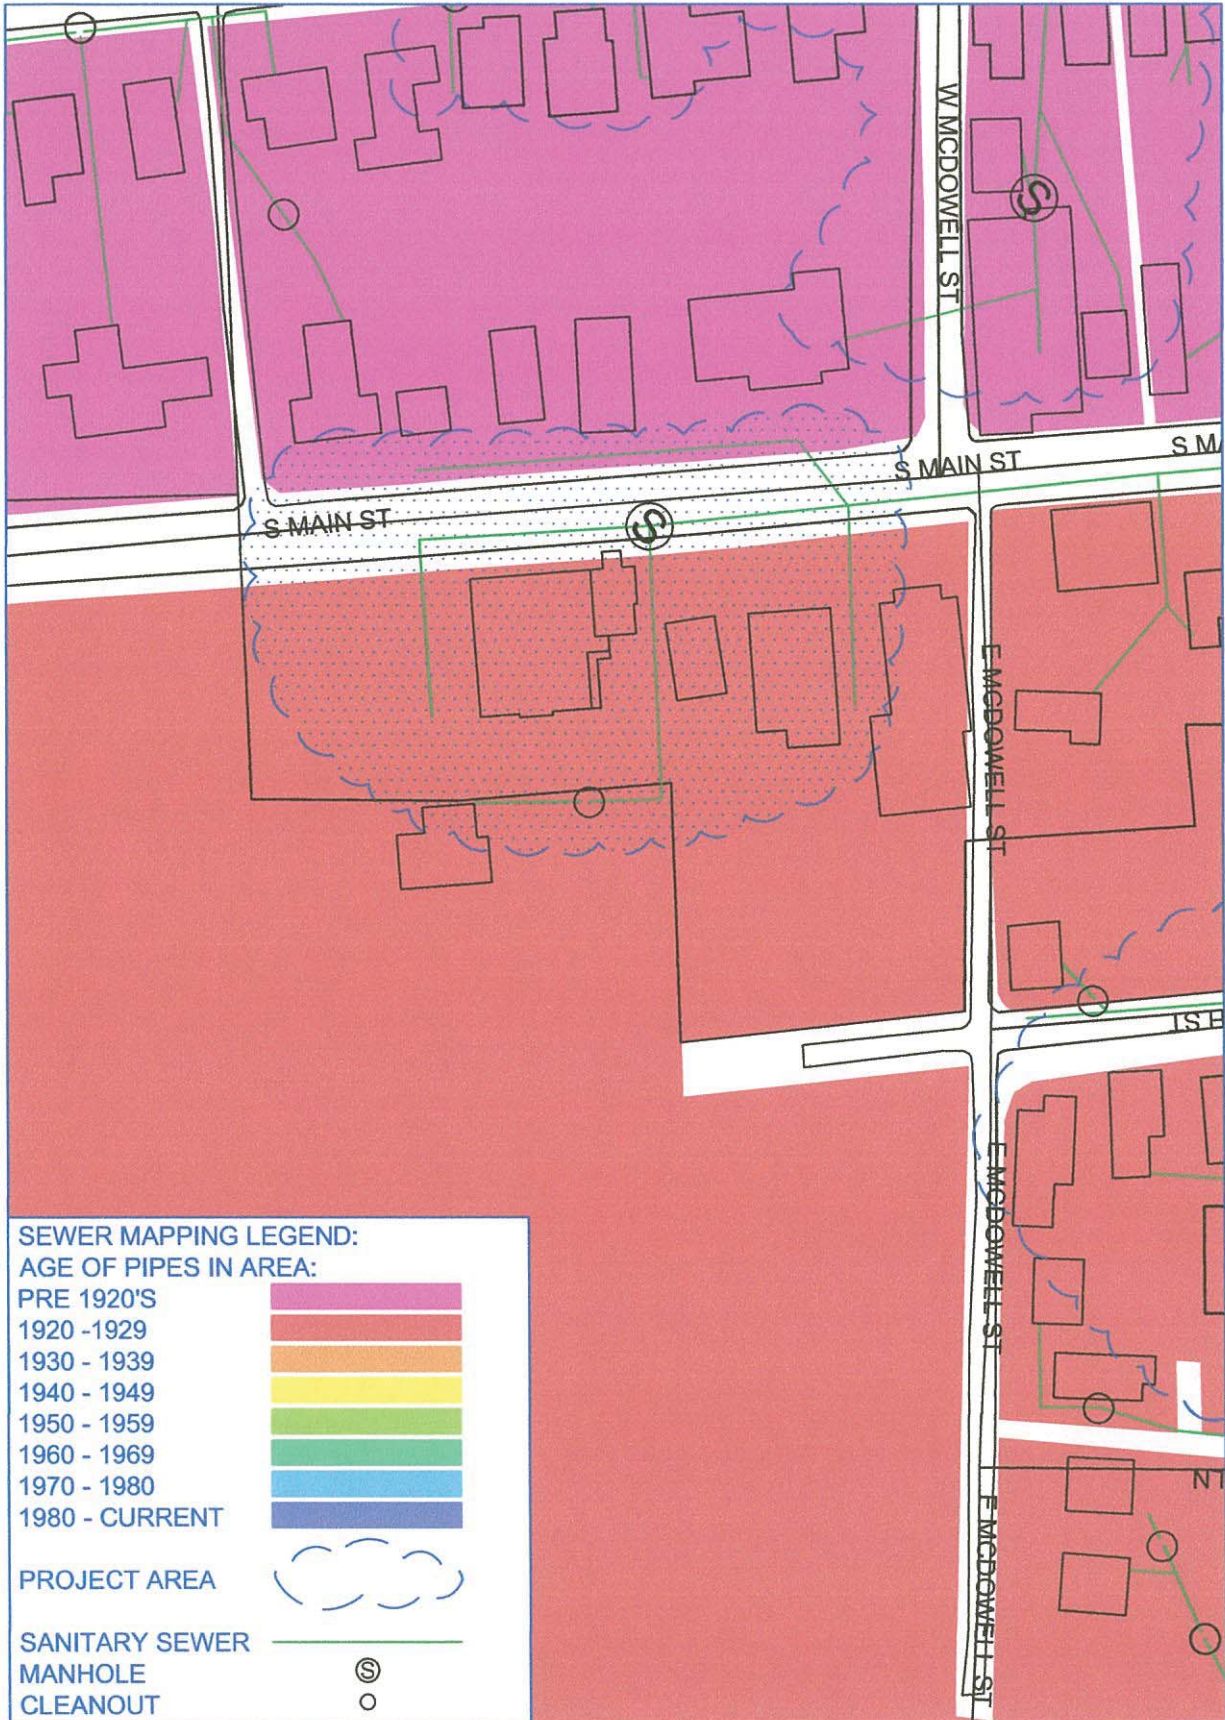 W MCDOWELL ST
S MAIN ST
S MA
S MAIN ST
S
S
E MCDOWELL ST
H ST
E MCDOWELL ST
LN
E MCDOWELL ST
SEWER MAPPING LEGEND:
AGE OF PIPES IN AREA:
PRE 1920'S
1920 -1929
1930 - 1939
1940 - 1949
1950 - 1959
1960 - 1969
1970 - 1980
1980 - CURRENT
PROJECT AREA
SANITARY SEWER
MANHOLE S
CLEANOUT